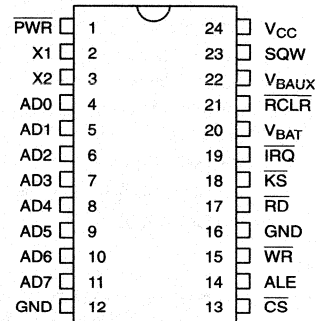 PWR 1 24 VCC
X1 2 23 SQW
X2 3 22 VBAUX
AD0 4 21 RCLR
AD1 5 20 VBAT
AD2 6 19 IRQ
AD3 7 18 KS
AD4 8 17 RD
AD5 9 16 GND
AD6 10 15 WR
AD7 11 14 ALE
GND 12 13 CS